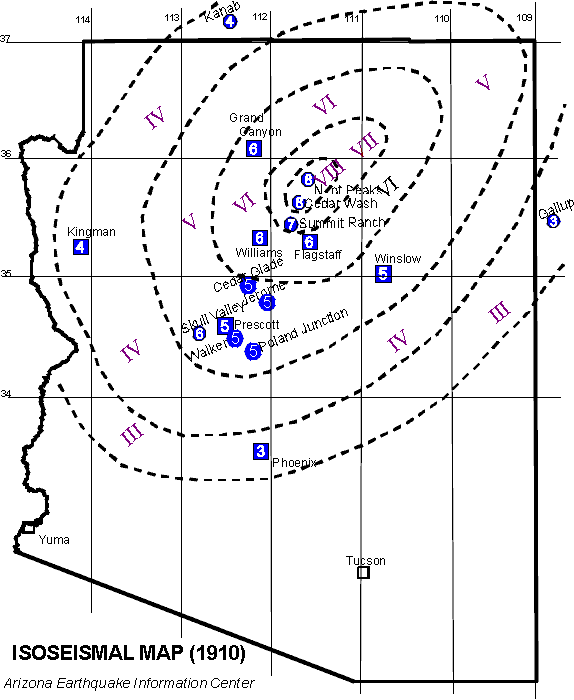 114 113 112 111 110 109
Kanab
4
37
IV
V
VI
Grand
Canyon
6
VII
36
VIII
8
8
Cedar Wash
VI
VI
V
7 Summit Ranch
Gallup
3
Kingman
4
6
Williams
6
Flagstaff
Winslow
5
35
Cedar Glade
5
Jerome
5
III
Skull Valley
6
5
Prescott
Walker
5
Poland Junction
5
IV
IV
34
III
3
Phoenix
Yuma
Tucson
ISOSEISMAL MAP (1910)
Arizona Earthquake Information Center